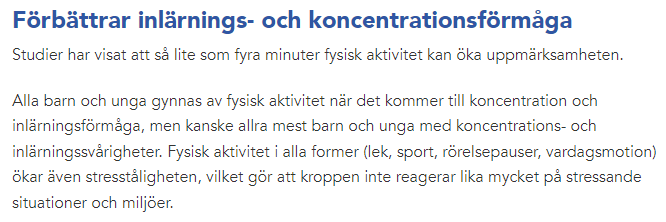 Förbättrar inlärnings- och koncentrationsförmåga
Studier har visat att så lite som fyra minuter fysisk aktivitet kan öka uppmärksamheten.
Alla barn och unga gynnas av fysisk aktivitet när det kommer till koncentration och
inlärningsförmåga, men kanske allra mest barn och unga med koncentrations- och
inlärningssvårigheter. Fysisk aktivitet i alla former (lek, sport, rörelsepauser, vardagsmotion)
ökar även stresståligheten, vilket gör att kroppen inte reagerar lika mycket på stressande
situationer och miljöer.